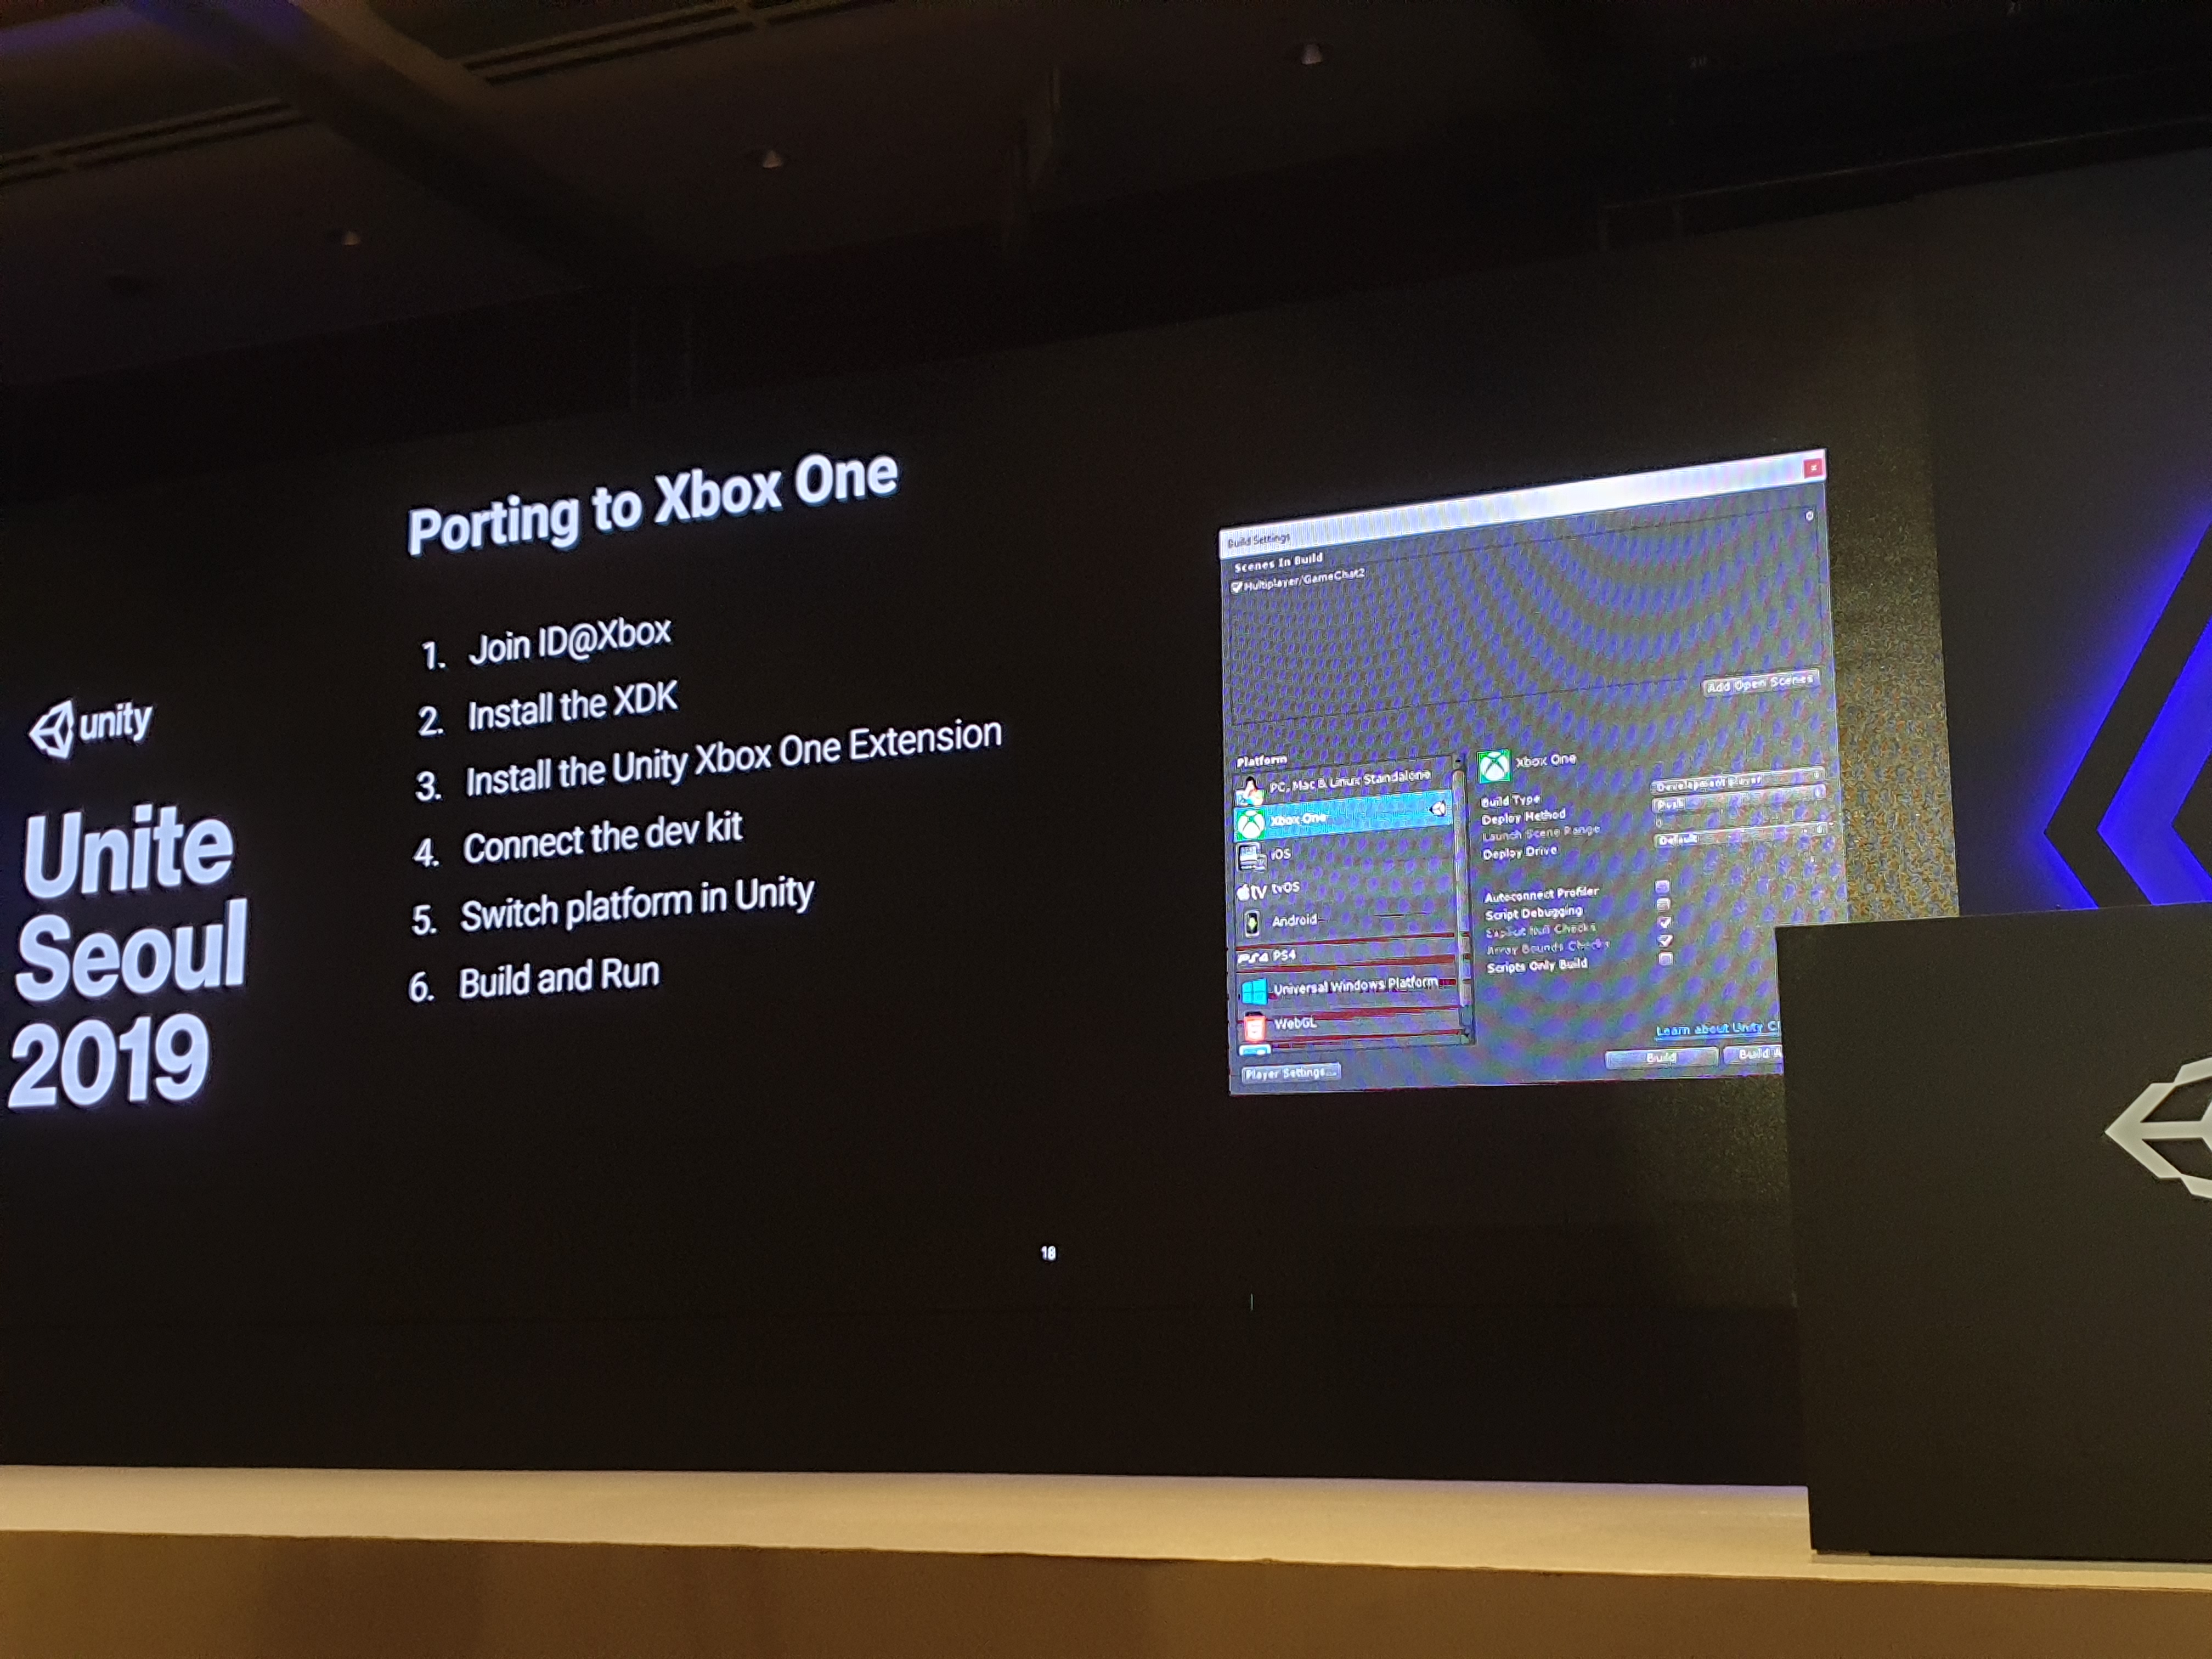 unity
Unite
Seoul
2019
Porting to Xbox One
1. Join ID@Xbox
2. Install the XDK
3. Install the Unity Xbox One Extension
4. Connect the dev kit
5. Switch platform in Unity
6. Build and Run
18
Build Settings
Scenes In Build
Multiplayer/GameChat2
Add Open Scenes
Platform
PC, Mac & Linux Standalone
Xbox One
iOS
tv tvOS
Android
PS4 PS4
Universal Windows Platform
WebGL
Player Settings...
Xbox One
Build Type Development Player
Deploy Method Push
Launch Scene Range 0
Deploy Drive Default
Autoconnect Profiler
Script Debugging
Explicit Null Checks
Array Bounds Checks
Scripts Only Build
Learn about Unity Cl
Build
Build A